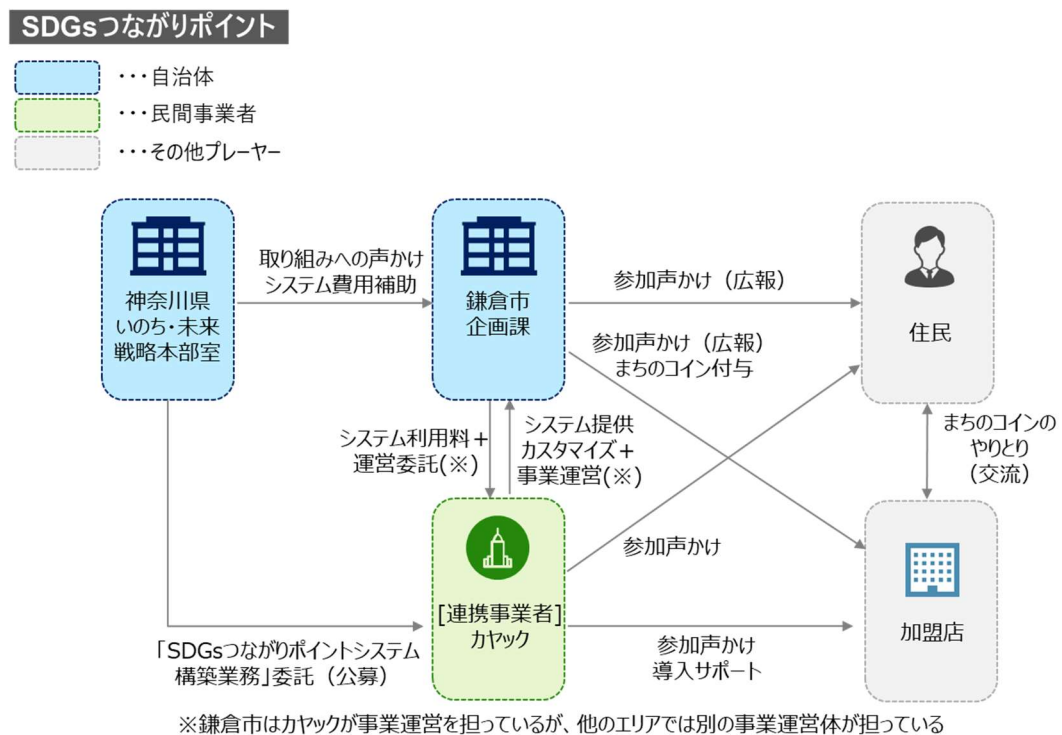 SDGsつながりポイント
・・・自治体
・・・民間事業者
・・・その他プレーヤー
神奈川県
いのち・未来
戦略本部室
取り組みへの声かけ
システム費用補助
鎌倉市
企画課
参加声かけ（広報）
住民
参加声かけ（広報）
まちのコイン付与
システム利用料＋
運営委託(※)
システム提供
カスタマイズ＋
事業運営(※)
まちのコインの
やりとり
（交流）
[連携事業者]
カヤック
参加声かけ
加盟店
「SDGsつながりポイントシステム
構築業務」委託（公募）
参加声かけ
導入サポート
※鎌倉市はカヤックが事業運営を担っているが、他のエリアでは別の事業運営体が担っている